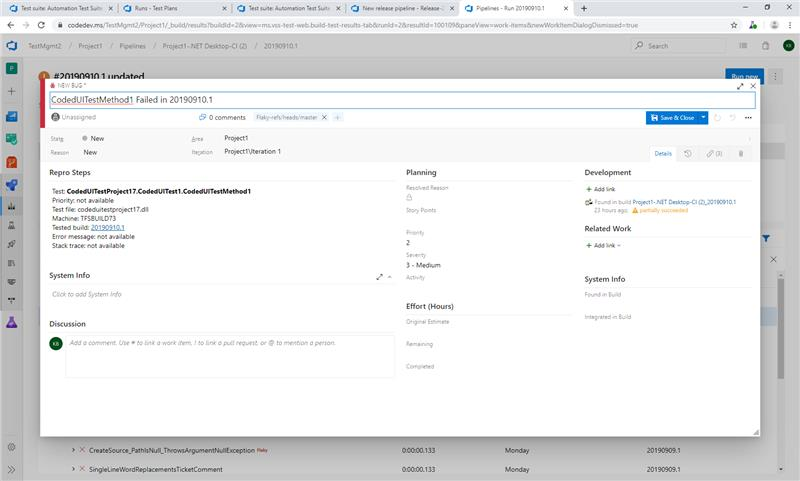 Test suite: Automation Test Suite
Runs - Test Plans
Test suite: Automation Test Suite
New release pipeline - Release-
Pipelines - Run 20190910.1
codedev.ms/TestMgmt2/Project1/_build/results?buildId=2&view=ms.vss-test-web.build-test-results-tab&runId=2&resultId=100109&paneView=work-items&newWorkItemDialogDismissed=true
TestMgmt2 / Project1 / Pipelines / Project1-.NET Desktop-CI (2) / 20190910.1
Search
KB
P
#20190910.1 updated
Run new
NEW BUG *
CodedUITestMethod1 Failed in 20190910.1
Unassigned
0 comments
Flaky-refs/heads/master
Save & Close
State
New
Area
Project1
Reason
New
Iteration
Project1\Iteration 1
Details
(3)
Repro Steps
Test: CodedUITestProject17.CodedUITest1.CodedUITestMethod1
Priority: not available
Test file: codeduitestproject17.dll
Machine: TFSBUILD73
Tested build: 20190910.1
Error message: not available
Stack trace: not available
System Info
Click to add System Info
Discussion
KB
Add a comment. Use # to link a work item, ! to link a pull request, or @ to mention a person.
Planning
Resolved Reason
Story Points
Priority
2
Severity
3 - Medium
Activity
Effort (Hours)
Original Estimate
Remaining
Completed
Development
+ Add link
Found in build Project1-.NET Desktop-CI (2)_20190910.1
23 hours ago; partially succeeded
Related Work
+ Add link
System Info
Found in Build
Integrated in Build
CreateSource_PathIsNull_ThrowsArgumentNullException Flaky 0:00:00.133 Monday 20190909.1
SingleLineWordReplacementsTicketComment 0:00:00.133 Monday 20190909.1